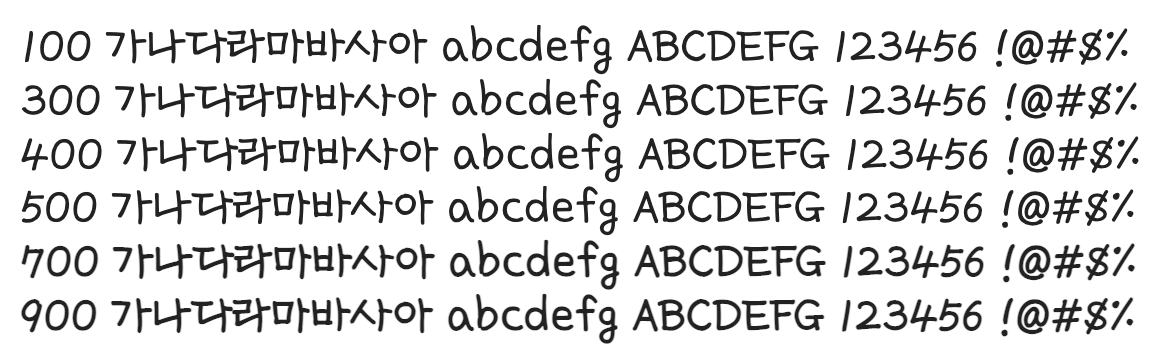 100 가나다라마바사아 abcdefg ABCDEFG 123456 !@#$%
300 가나다라마바사아 abcdefg ABCDEFG 123456 !@#$%
400 가나다라마바사아 abcdefg ABCDEFG 123456 !@#$%
500 가나다라마바사아 abcdefg ABCDEFG 123456 !@#$%
700 가나다라마바사아 abcdefg ABCDEFG 123456 !@#$%
900 가나다라마바사아 abcdefg ABCDEFG 123456 !@#$%